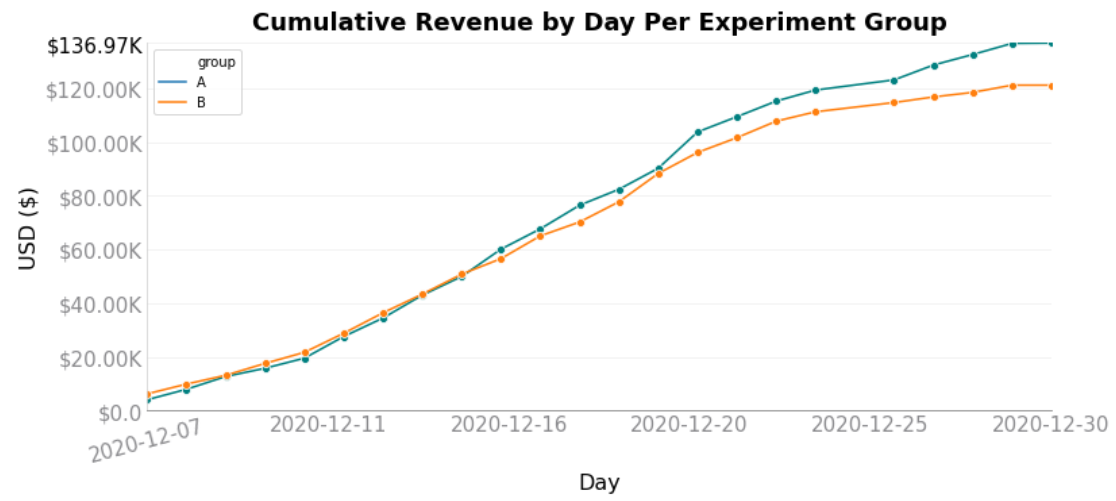 Cumulative Revenue by Day Per Experiment Group
$136.97K
$120.00K
$100.00K
$80.00K
$60.00K
$40.00K
$20.00K
$0.0
USD ($)
group
A
B
2020-12-07
2020-12-11
2020-12-16
2020-12-20
2020-12-25
2020-12-30
Day